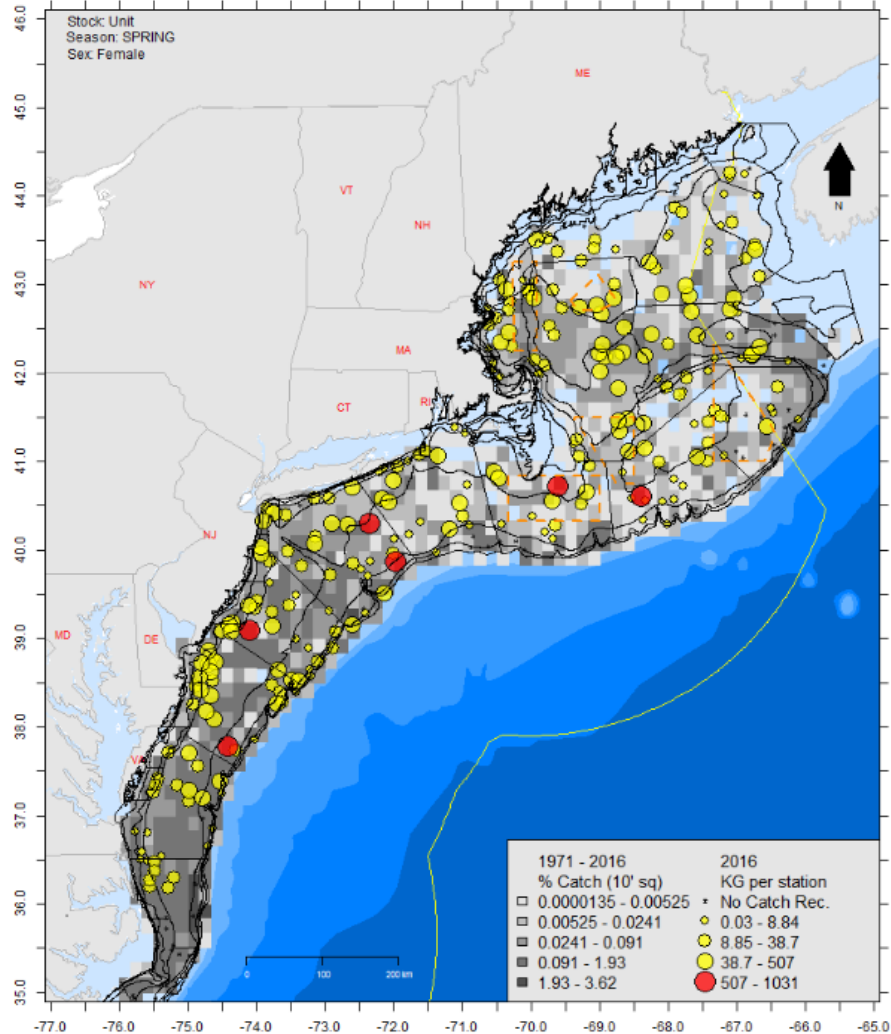 Stock: Unit
Season: SPRING
Sex: Female
46.0
45.0
44.0
43.0
42.0
41.0
40.0
39.0
38.0
37.0
36.0
35.0
ME
VT
NH
NY
MA
CT
RI
NJ
MD
DE
VA
N
0 100 200 km
1971 - 2016
% Catch (10' sq)
0.0000135 - 0.00525
0.00525 - 0.0241
0.0241 - 0.091
0.091 - 1.93
1.93 - 3.62
2016
KG per station
No Catch Rec.
0.03 - 8.84
8.85 - 38.7
38.7 - 507
507 - 1031
-77.0 -76.0 -75.0 -74.0 -73.0 -72.0 -71.0 -70.0 -69.0 -68.0 -67.0 -66.0 -65.0